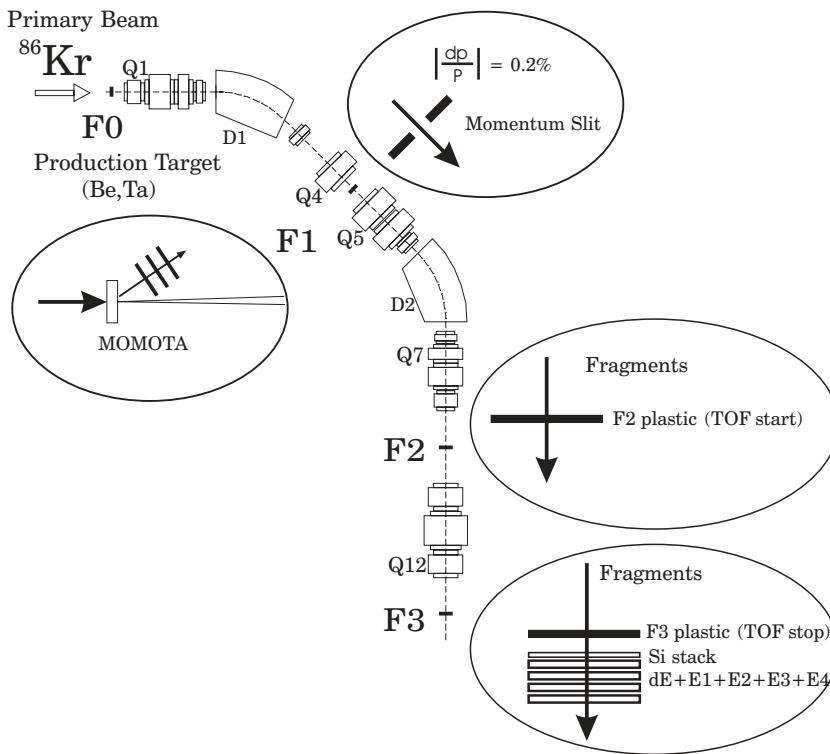 Primary Beam
86Kr
Q1
F0
D1
Production Target
(Be,Ta)
|dp/P| = 0.2%
Momentum Slit
Q4
F1
Q5
MOMOTA
D2
Q7
Fragments
F2 plastic (TOF start)
F2
Q12
Fragments
F3
F3 plastic (TOF stop)
Si stack
dE+E1+E2+E3+E4